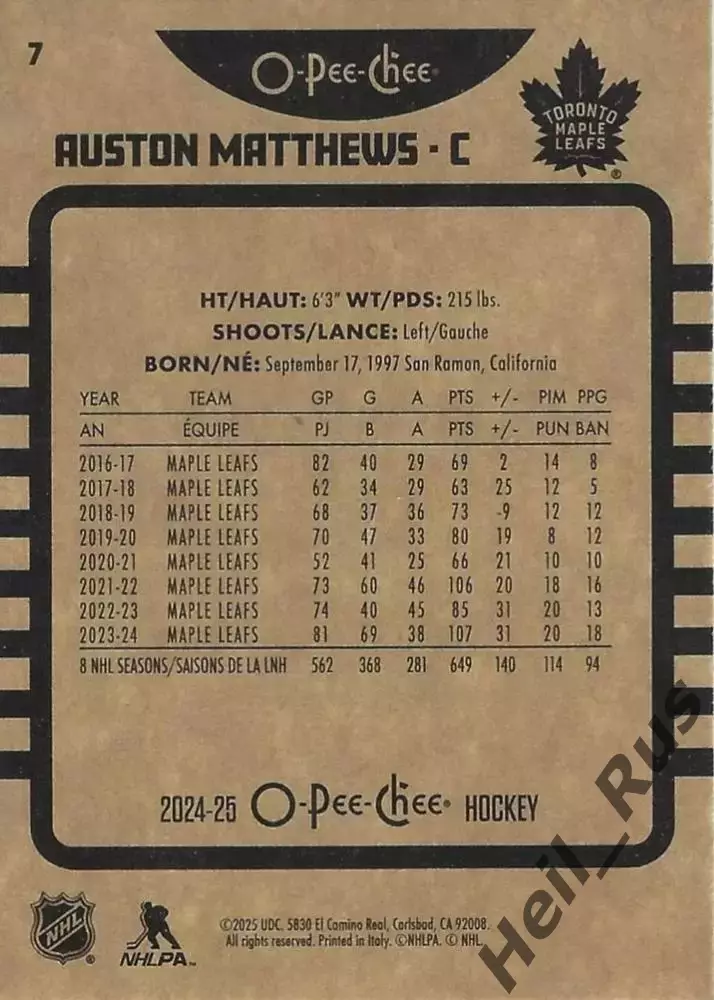 7
O-Pee-Chee
TORONTO
MAPLE
LEAFS
AUSTON MATTHEWS - C
HT/HAUT: 6'3" WT/PDS: 215 lbs.
SHOOTS/LANCE: Left/Gauche
BORN/NÉ: September 17, 1997 San Ramon, California
YEAR TEAM GP G A PTS +/- PIM PPG
AN ÉQUIPE PJ B A PTS +/- PUN BAN
2016-17 MAPLE LEAFS 82 40 29 69 2 14 8
2017-18 MAPLE LEAFS 62 34 29 63 25 12 5
2018-19 MAPLE LEAFS 68 37 36 73 -9 12 12
2019-20 MAPLE LEAFS 70 47 33 80 19 8 12
2020-21 MAPLE LEAFS 52 41 25 66 21 10 10
2021-22 MAPLE LEAFS 73 60 46 106 20 18 16
2022-23 MAPLE LEAFS 74 40 45 85 31 20 13
2023-24 MAPLE LEAFS 81 69 38 107 31 20 18
8 NHL SEASONS/SAISONS DE LA LNH 562 368 281 649 140 114 94
2024-25 O-Pee-Chee® HOCKEY
NHL
NHLPA
©2025 UDC. 5830 El Camino Real, Carlsbad, CA 92008.
All rights reserved. Printed in Italy. ©NHLPA. © NHL.
Heil_Rus